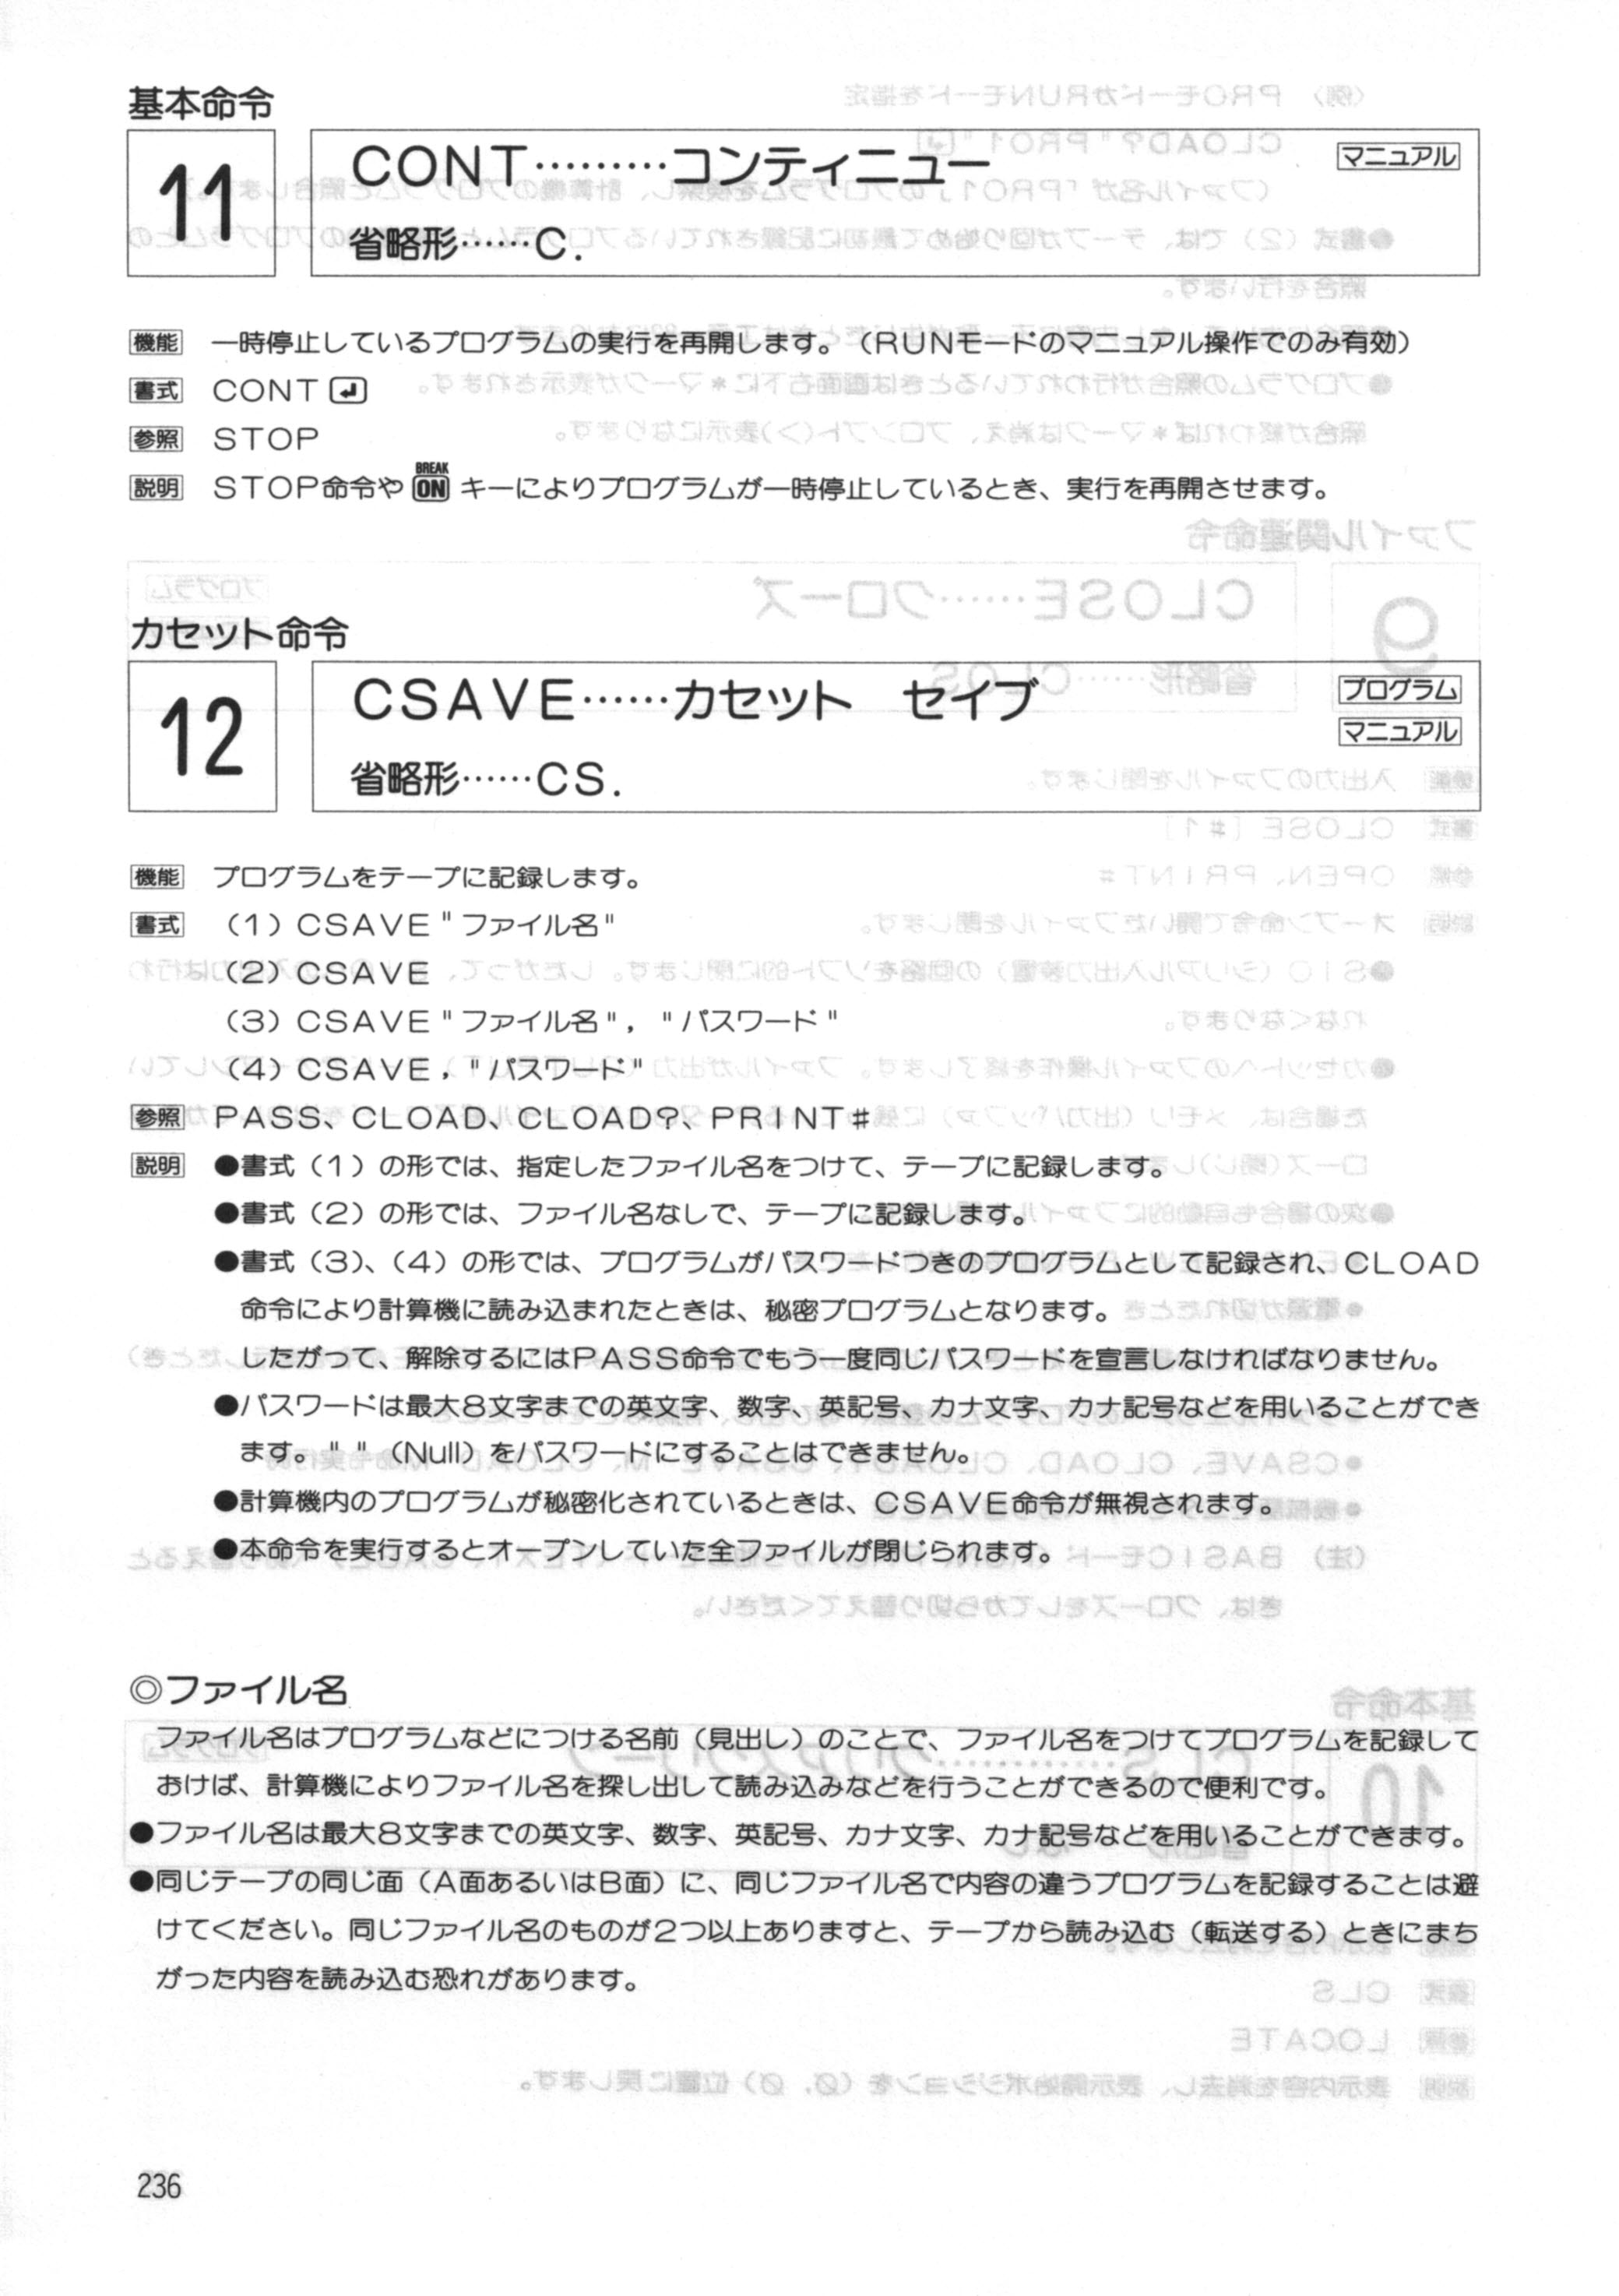 基本命令
11
CONT………コンティニュー
マニュアル
省略形……C.
機能 一時停止しているプログラムの実行を再開します。（RUNモードのマニュアル操作でのみ有効）
書式 CONT ↵
参照 STOP
BREAK
説明 STOP命令や ON キーによりプログラムが一時停止しているとき、実行を再開させます。
カセット命令
12
CSAVE……カセット　セイブ
プログラム
マニュアル
省略形……CS.
機能 プログラムをテープに記録します。
書式 （1）CSAVE"ファイル名"
（2）CSAVE
（3）CSAVE"ファイル名"，"パスワード"
（4）CSAVE，"パスワード"
参照 PASS、CLOAD、CLOAD?、PRINT#
説明 ●書式（1）の形では、指定したファイル名をつけて、テープに記録します。
●書式（2）の形では、ファイル名なしで、テープに記録します。
●書式（3）、（4）の形では、プログラムがパスワードつきのプログラムとして記録され、CLOAD
命令により計算機に読み込まれたときは、秘密プログラムとなります。
したがって、解除するにはPASS命令でもう一度同じパスワードを宣言しなければなりません。
●パスワードは最大8文字までの英文字、数字、英記号、カナ文字、カナ記号などを用いることができ
ます。" "（Null）をパスワードにすることはできません。
●計算機内のプログラムが秘密化されているときは、CSAVE命令が無視されます。
●本命令を実行するとオープンしていた全ファイルが閉じられます。
◎ファイル名
ファイル名はプログラムなどにつける名前（見出し）のことで、ファイル名をつけてプログラムを記録して
おけば、計算機によりファイル名を探し出して読み込みなどを行うことができるので便利です。
●ファイル名は最大8文字までの英文字、数字、英記号、カナ文字、カナ記号などを用いることができます。
●同じテープの同じ面（A面あるいはB面）に、同じファイル名で内容の違うプログラムを記録することは避
けてください。同じファイル名のものが2つ以上ありますと、テープから読み込む（転送する）ときにまち
がった内容を読み込む恐れがあります。
236